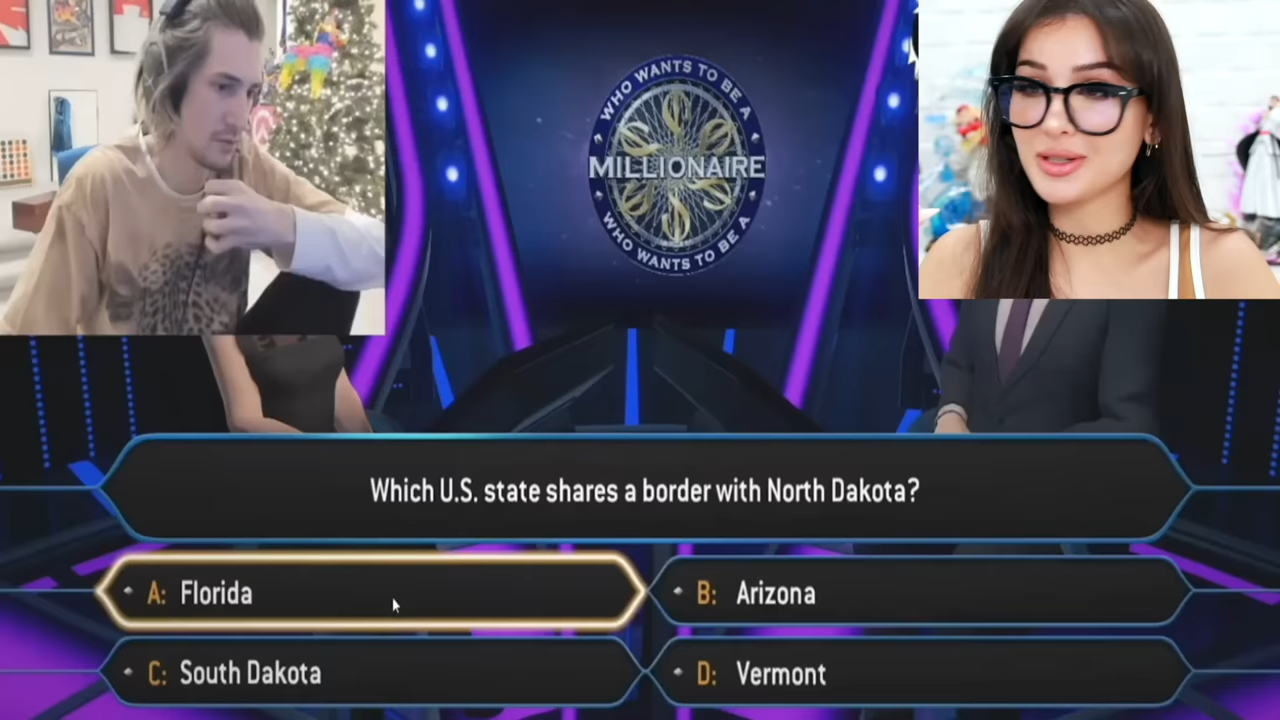 WHO WANTS TO BE A
MILLIONAIRE
WHO WANTS TO BE A
Which U.S. state shares a border with North Dakota?
A: Florida
B: Arizona
C: South Dakota
D: Vermont